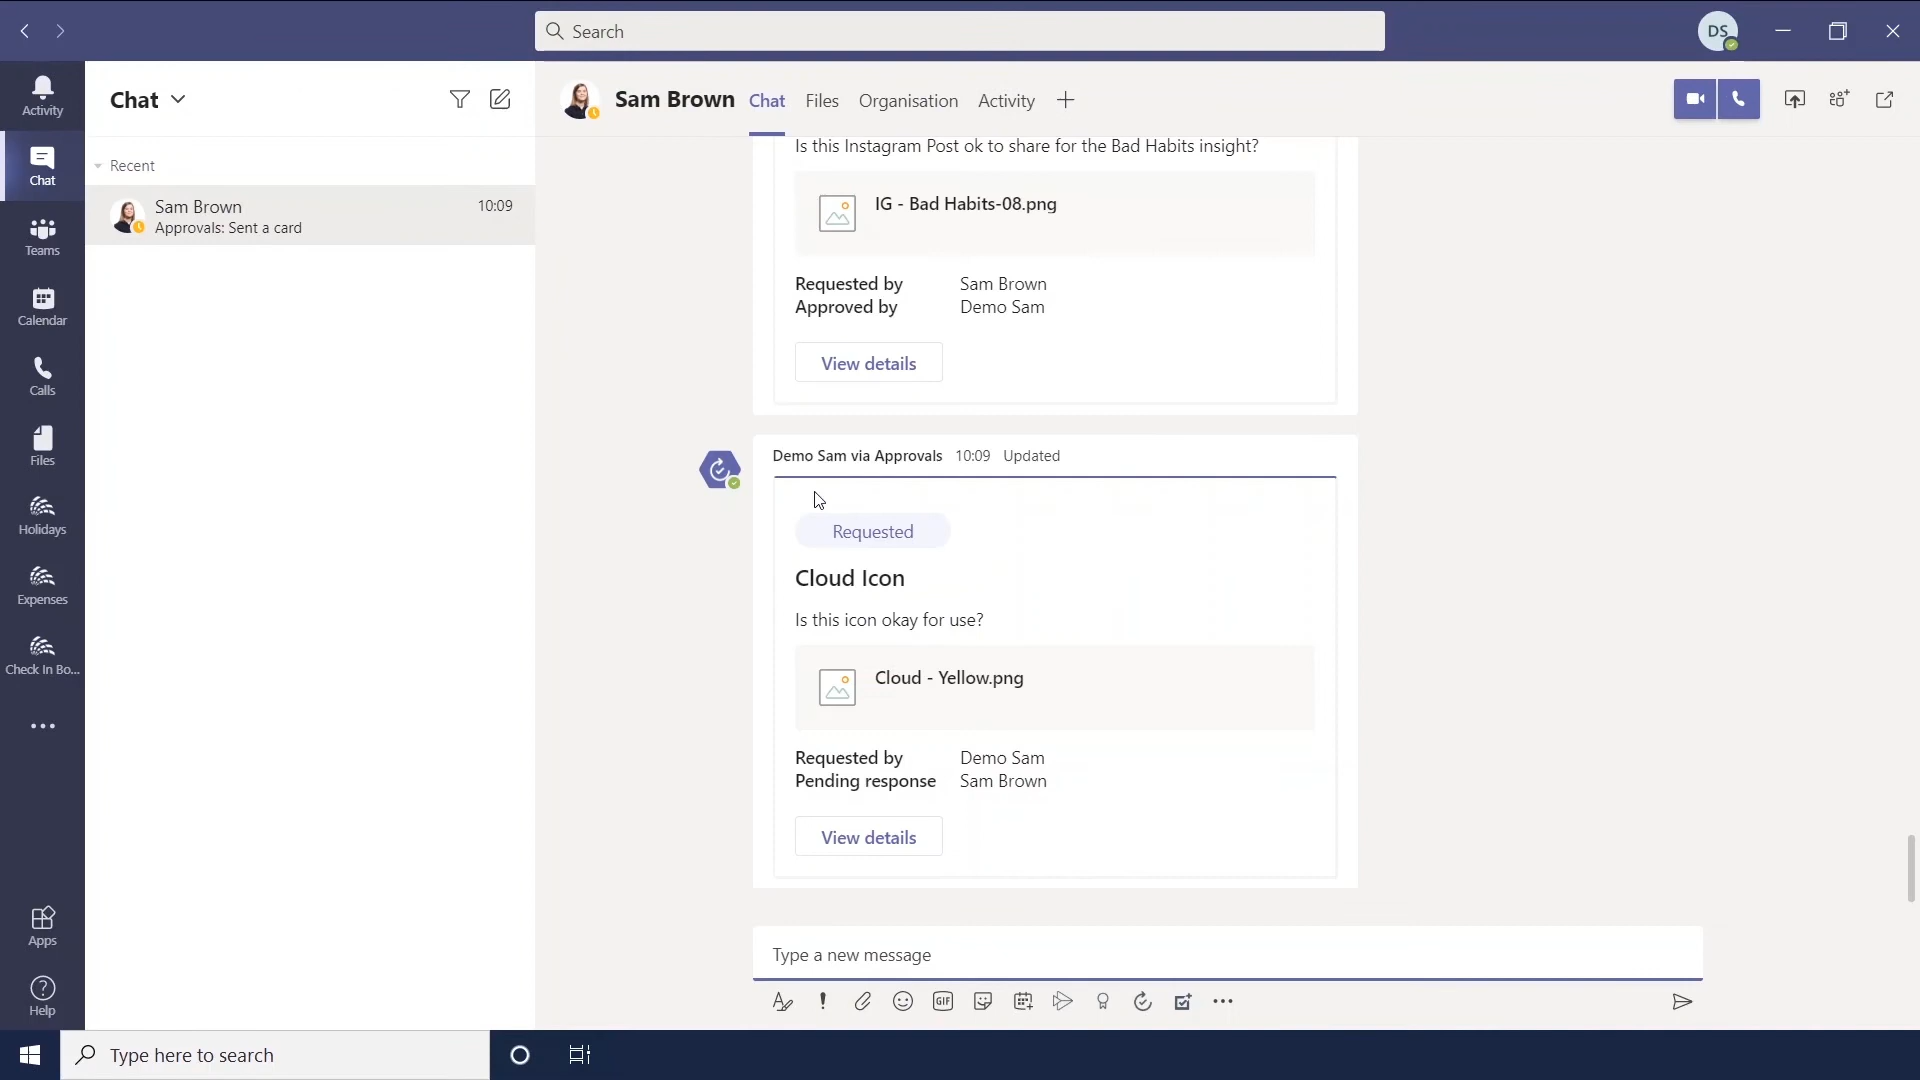 Search
DS
Activity
Chat
Teams
Calendar
Calls
Files
Holidays
Expenses
Check In Bo...
Apps
Help
Chat
Recent
Sam Brown 10:09
Approvals: Sent a card
Sam Brown Chat Files Organisation Activity
Is this Instagram Post ok to share for the Bad Habits insight?
IG - Bad Habits-08.png
Requested by Sam Brown
Approved by Demo Sam
View details
Demo Sam via Approvals 10:09 Updated
Requested
Cloud Icon
Is this icon okay for use?
Cloud - Yellow.png
Requested by Demo Sam
Pending response Sam Brown
View details
Type a new message
GIF
Type here to search